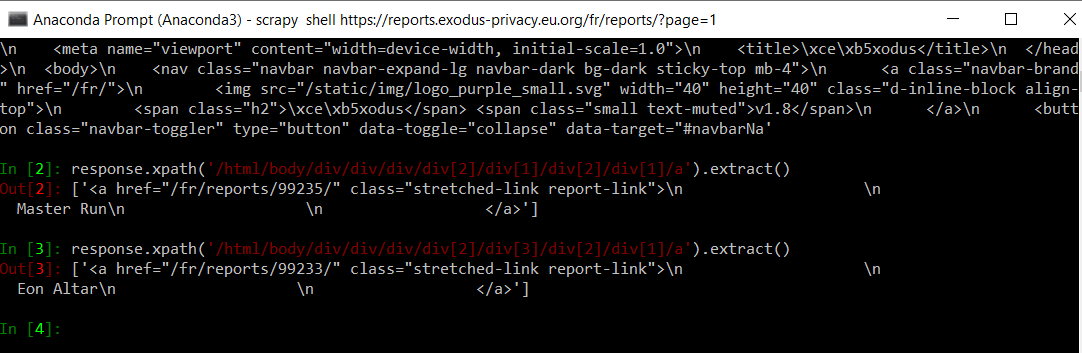 Anaconda Prompt (Anaconda3) - scrapy  shell https://reports.exodus-privacy.eu.org/fr/reports/?page=1
\n    <meta name="viewport" content="width=device-width, initial-scale=1.0">\n    <title>\xce\xb5xodus</title>\n  </head
>\n  <body>\n    <nav class="navbar navbar-expand-lg navbar-dark bg-dark sticky-top mb-4">\n      <a class="navbar-brand
" href="/fr/">\n        <img src="/static/img/logo_purple_small.svg" width="40" height="40" class="d-inline-block align-
top">\n        <span class="h2">\xce\xb5xodus</span> <span class="small text-muted">v1.8</span>\n      </a>\n      <butt
on class="navbar-toggler" type="button" data-toggle="collapse" data-target="#navbarNa'
In [2]: response.xpath('/html/body/div/div/div/div[2]/div[1]/div[2]/div[1]/a').extract()
Out[2]: ['<a href="/fr/reports/99235/" class="stretched-link report-link">\n                    \n
  Master Run\n                    \n                  </a>']
In [3]: response.xpath('/html/body/div/div/div/div[2]/div[3]/div[2]/div[1]/a').extract()
Out[3]: ['<a href="/fr/reports/99233/" class="stretched-link report-link">\n                    \n
  Eon Altar\n                    \n                  </a>']
In [4]: